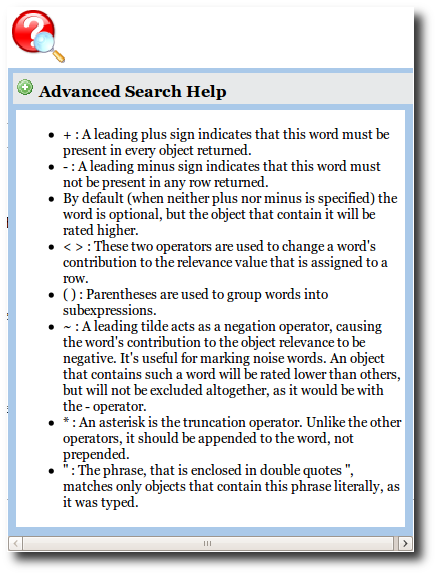 Advanced Search Help
+ : A leading plus sign indicates that this word must be
present in every object returned.
- : A leading minus sign indicates that this word must
not be present in any row returned.
By default (when neither plus nor minus is specified) the
word is optional, but the object that contain it will be
rated higher.
< > : These two operators are used to change a word's
contribution to the relevance value that is assigned to a
row.
( ) : Parentheses are used to group words into
subexpressions.
~ : A leading tilde acts as a negation operator, causing
the word's contribution to the object relevance to be
negative. It's useful for marking noise words. An object
that contains such a word will be rated lower than others,
but will not be excluded altogether, as it would be with
the - operator.
* : An asterisk is the truncation operator. Unlike the other
operators, it should be appended to the word, not
prepended.
" : The phrase, that is enclosed in double quotes ",
matches only objects that contain this phrase literally, as
it was typed.